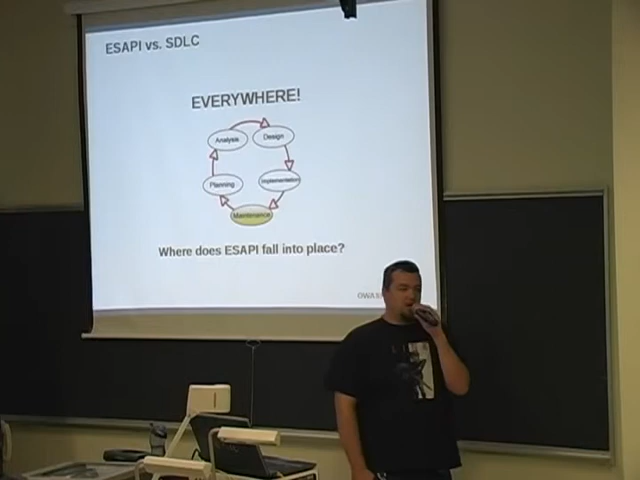 ESAPI vs. SDLC
EVERYWHERE!
Analysis
Design
Planning
Implementation
Maintenance
Where does ESAPI fall into place?